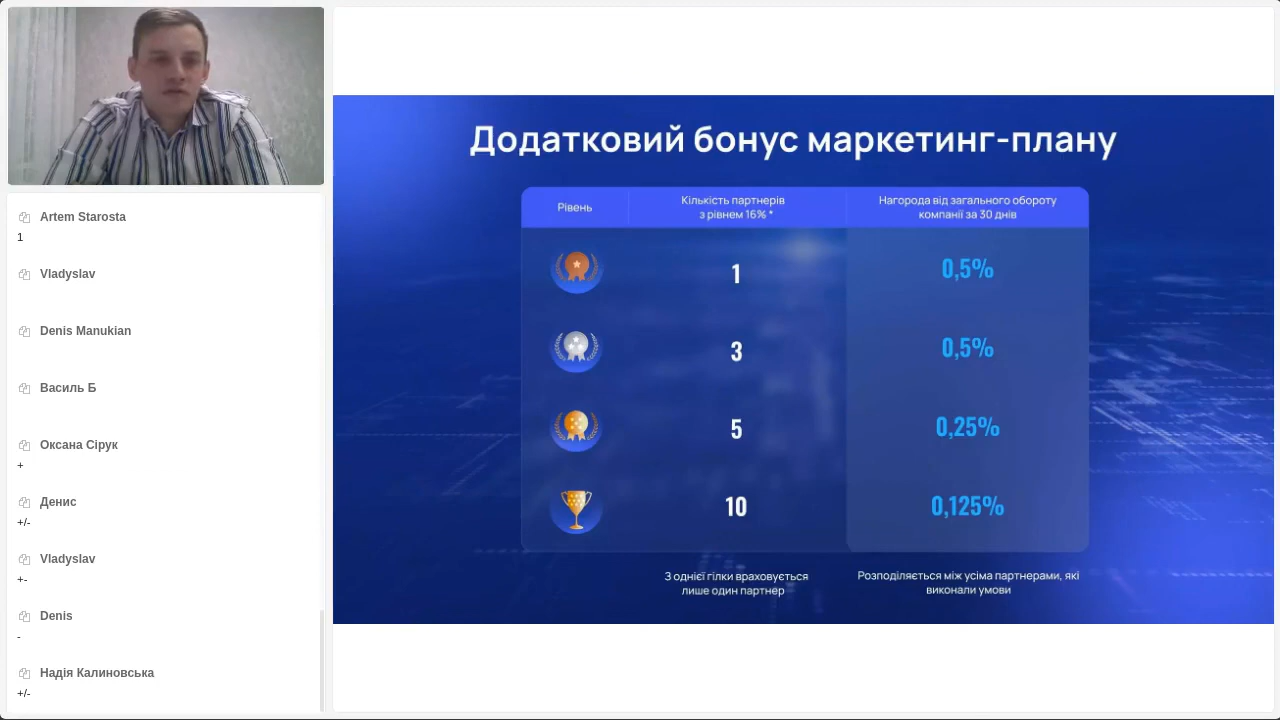 Artem Starosta
1
Vladyslav
Denis Manukian
Василь Б
Оксана Сірук
+
Денис
+/-
Vladyslav
+-
Denis
-
Надія Калиновська
+/-
Додатковий бонус маркетинг-плану
Рівень
Кількість партнерів
з рівнем 16% *
Нагорода від загального обороту
компанії за 30 днів
1
0,5%
3
0,5%
5
0,25%
10
0,125%
З однієї гілки враховується
лише один партнер
Розподіляється між усіма партнерами, які
виконали умови